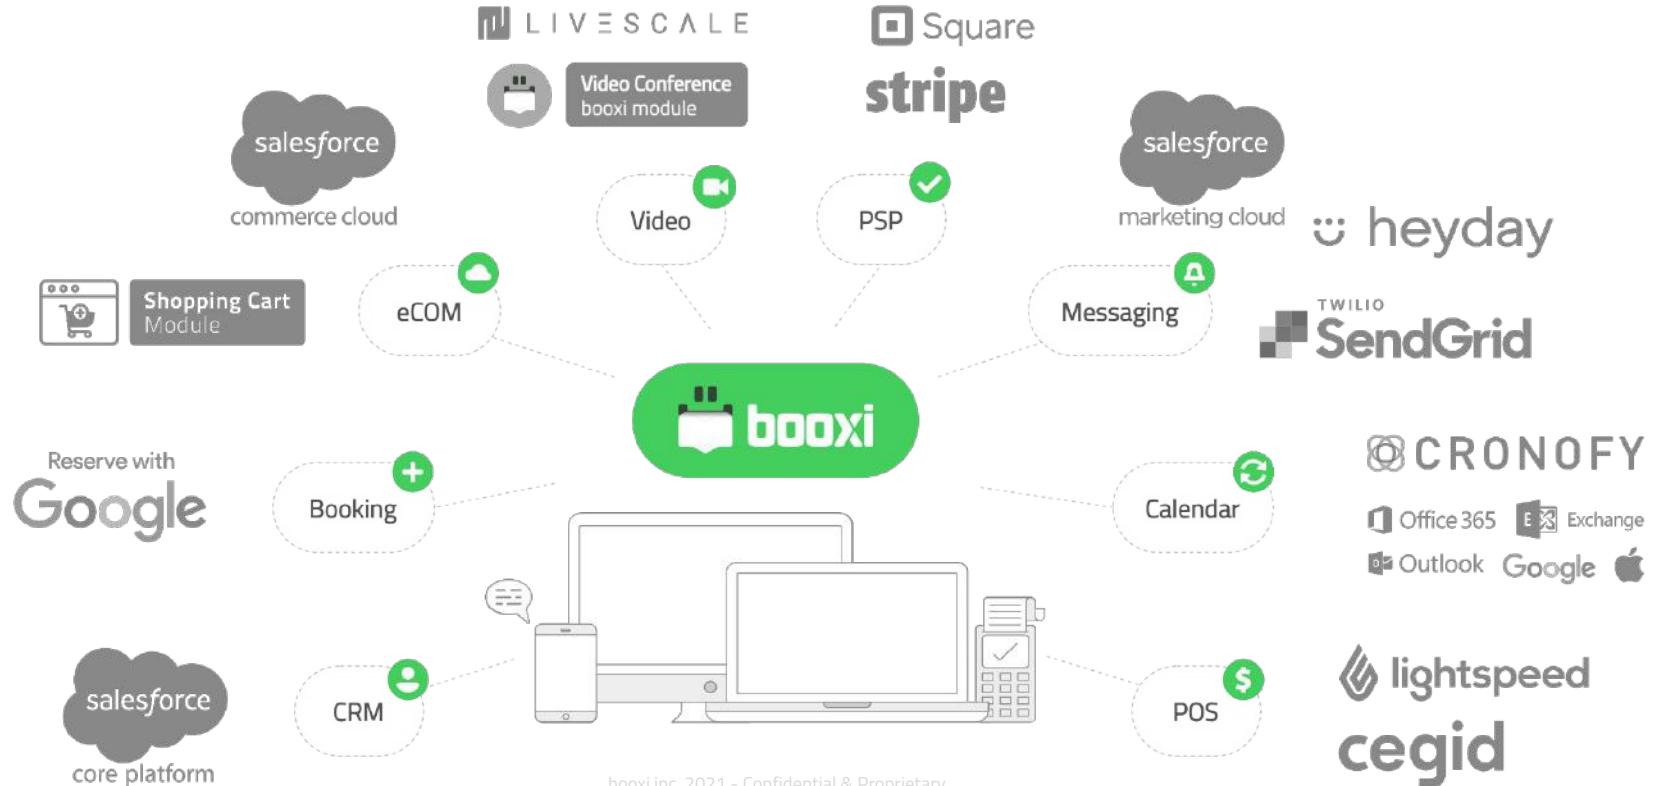 LIVESCALE
Video Conference
booxi module
Square
stripe
salesforce
commerce cloud
salesforce
marketing cloud
heyday
Video
PSP
eCOM
Messaging
Shopping Cart
Module
TWILIO
SendGrid
booxi
Reserve with
Google
Booking
Calendar
CRONOFY
Office 365
E
Exchange
Outlook
Google
salesforce
core platform
CRM
POS
$
lightspeed
cegid
booxi inc. 2021 - Confidential & Proprietary